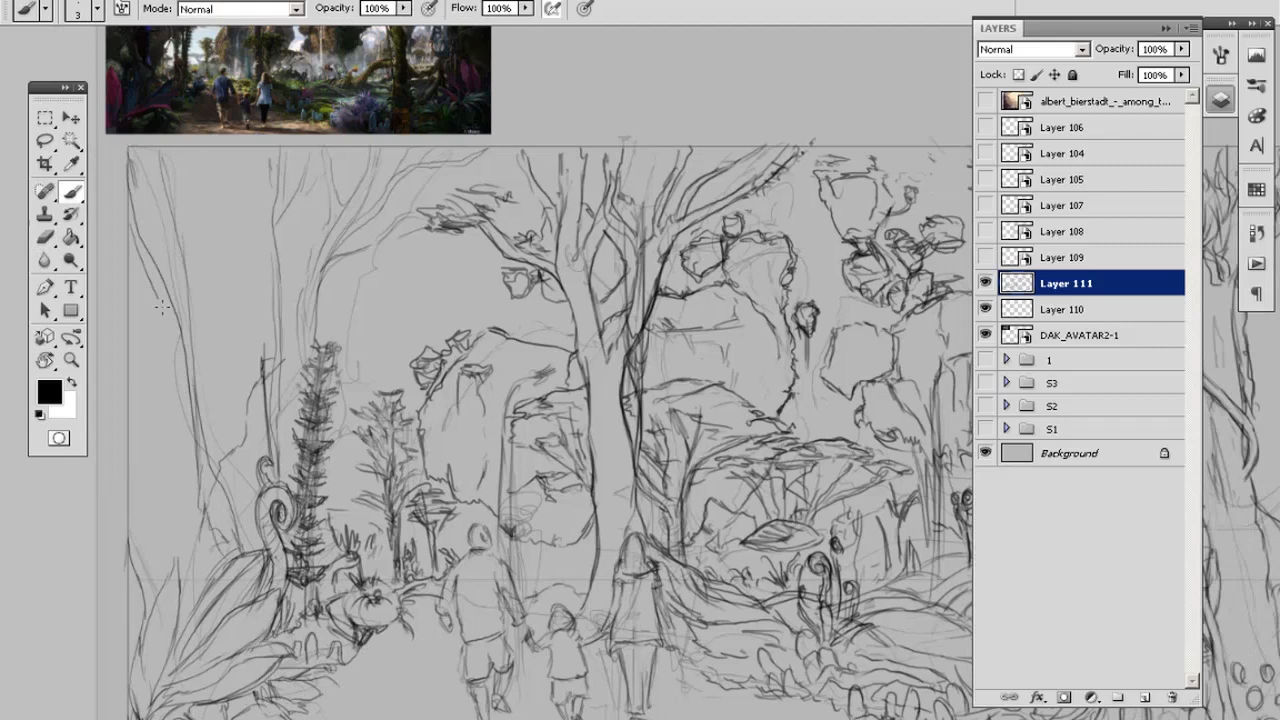 3 Mode: Normal Opacity: 100% Flow: 100%
LAYERS
Normal Opacity: 100%
Lock: Fill: 100%
albert_bierstadt_-_among_t...
Layer 106
Layer 104
Layer 105
Layer 107
Layer 108
Layer 109
Layer 111
Layer 110
DAK_AVATAR2-1
1
S3
S2
S1
Background